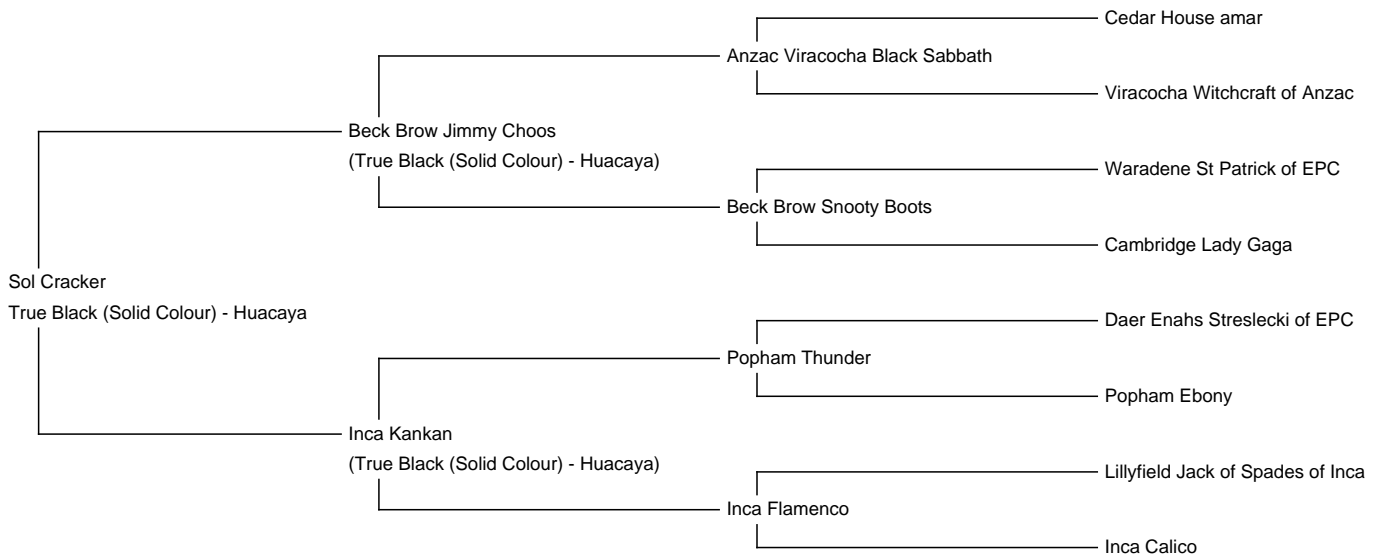 Cedar House amar
Anzac Viracocha Black Sabbath
Viracocha Witchcraft of Anzac
Beck Brow Jimmy Choos
(True Black (Solid Colour) - Huacaya)
Waradene St Patrick of EPC
Beck Brow Snooty Boots
Cambridge Lady Gaga
Sol Cracker
True Black (Solid Colour) - Huacaya
Daer Enahs Streslecki of EPC
Popham Thunder
Popham Ebony
Inca Kankan
(True Black (Solid Colour) - Huacaya)
Lillyfield Jack of Spades of Inca
Inca Flamenco
Inca Calico